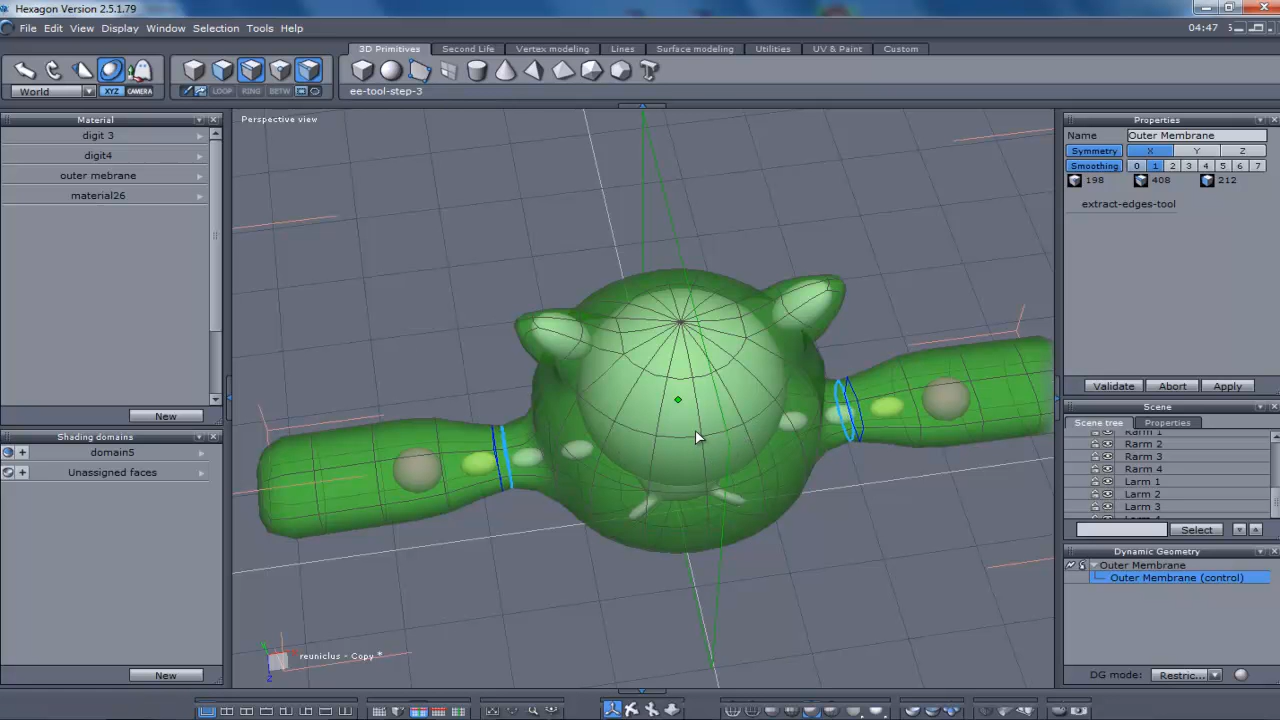 Hexagon Version 2.5.1.79
File Edit View Display Window Selection Tools Help
04:47
3D Primitives Second Life Vertex modeling Lines Surface modeling Utilities UV & Paint Custom
World XYZ CAMERA LOOP RING BETW ee-tool-step-3
Material
digit 3
digit4
outer mebrane
material26
New
Shading domains
domain5
Unassigned faces
New
Perspective view
reuniclus - Copy *
Properties
Name Outer Membrane
Symmetry X Y Z
Smoothing 0 1 2 3 4 5 6 7
198 408 212
extract-edges-tool
Validate Abort Apply
Scene
Scene tree Properties
Rarm 1
Rarm 2
Rarm 3
Rarm 4
Larm 1
Larm 2
Larm 3
Select
Dynamic Geometry
Outer Membrane
Outer Membrane (control)
DG mode: Restric...